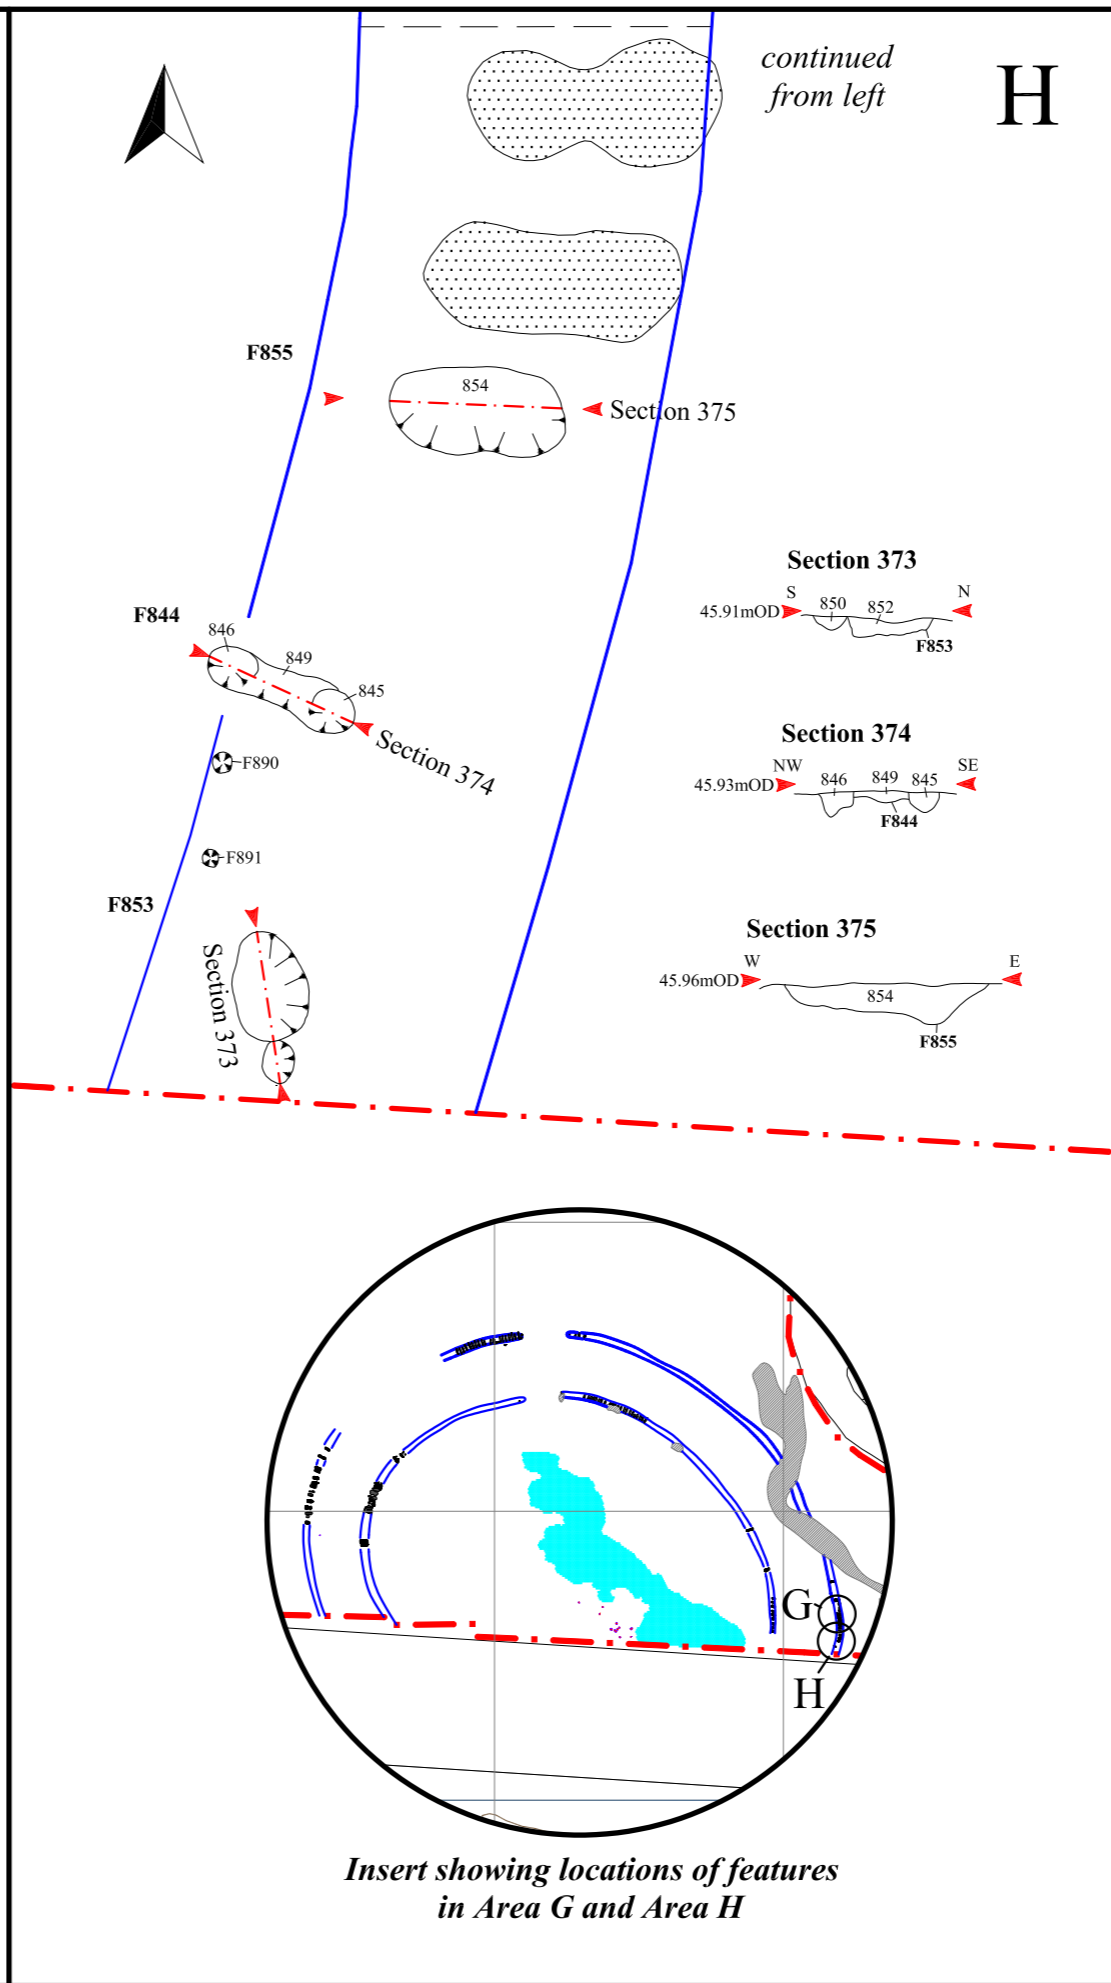 continued
from left
H
F855
854
Section 375
F844
846
849
845
Section 374
F890
F891
F853
Section 373
Section 373
S
N
45.91mOD
850
852
F853
Section 374
NW
SE
45.93mOD
846
849
845
F844
Section 375
W
E
45.96mOD
854
F855
G
H
Insert showing locations of features
in Area G and Area H